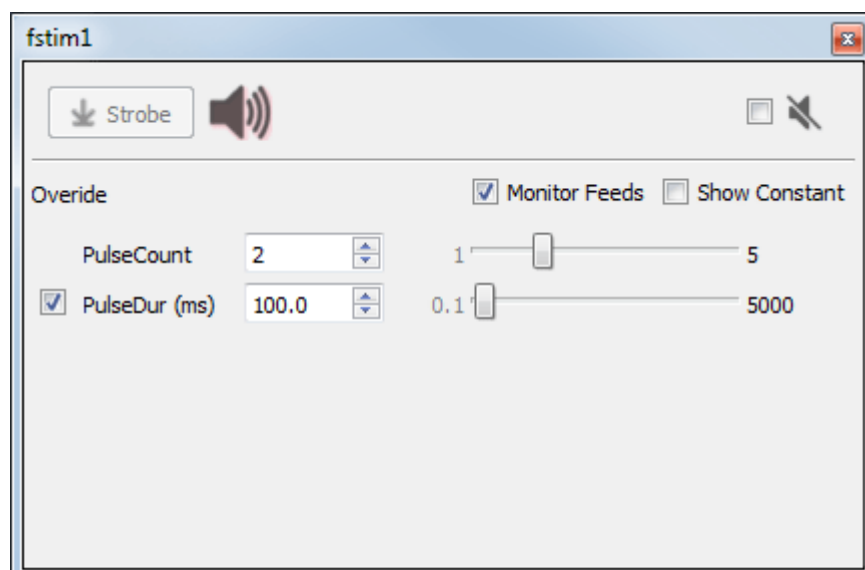 fstim1
Strobe
Overide Monitor Feeds Show Constant
PulseCount 2 1 5
PulseDur (ms) 100.0 0.1 5000